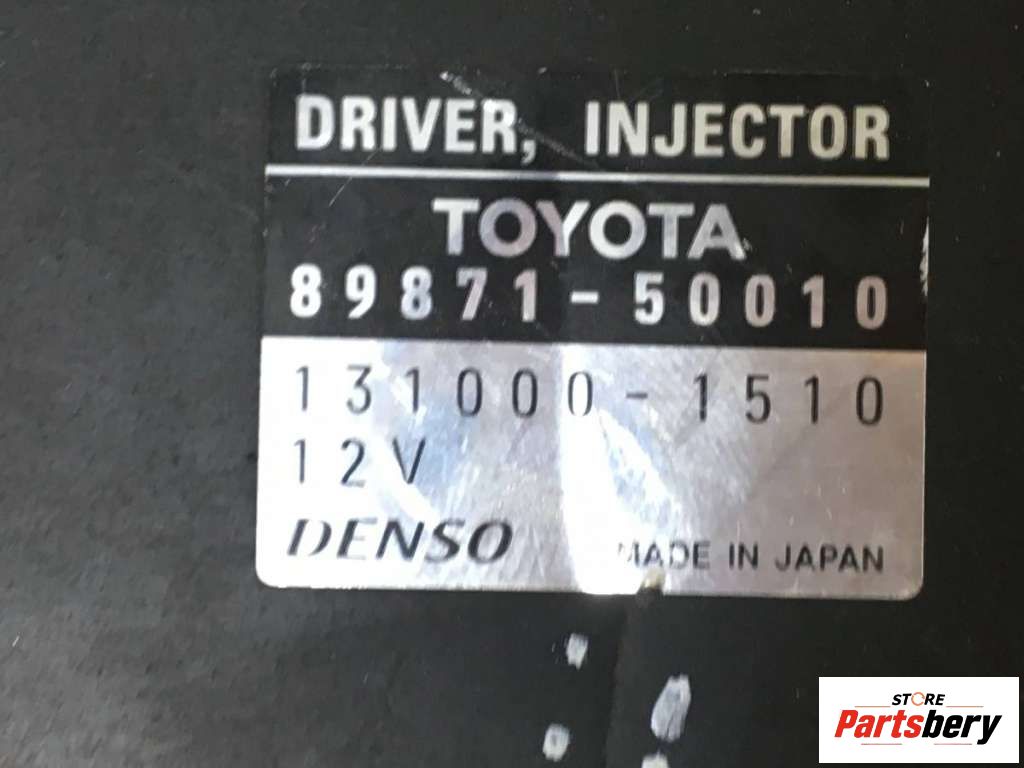 DRIVER, INJECTOR
TOYOTA
89871-50010
131000-1510
12V
DENSO
MADE IN JAPAN
STORE
Partsbery